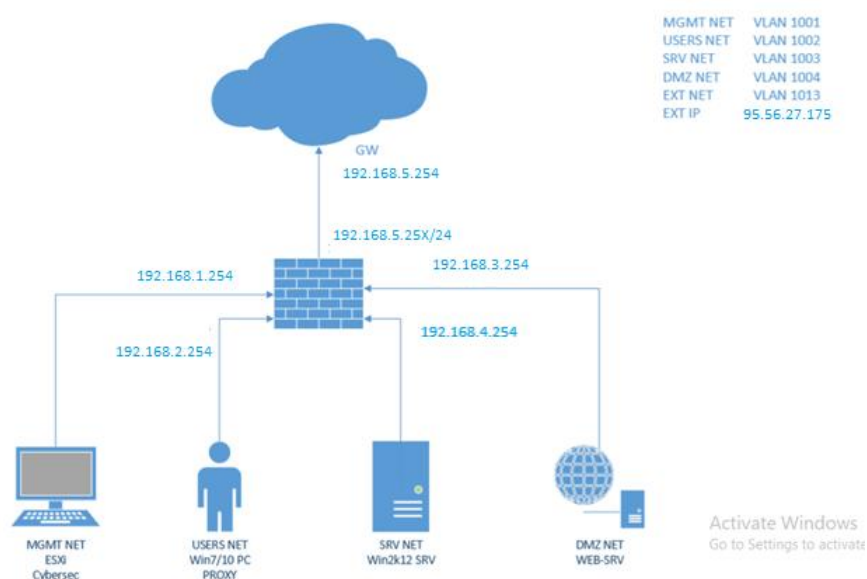 MGMT NET VLAN 1001
USERS NET VLAN 1002
SRV NET VLAN 1003
DMZ NET VLAN 1004
EXT NET VLAN 1013
EXT IP 95.56.27.175
GW
192.168.5.254
192.168.5.25X/24
192.168.1.254
192.168.3.254
192.168.2.254
192.168.4.254
MGMT NET
ESXi
Cybersec
USERS NET
Win7/10 PC
PROXY
SRV NET
Win2k12 SRV
DMZ NET
WEB-SRV
Activate Windows
Go to Settings to activate